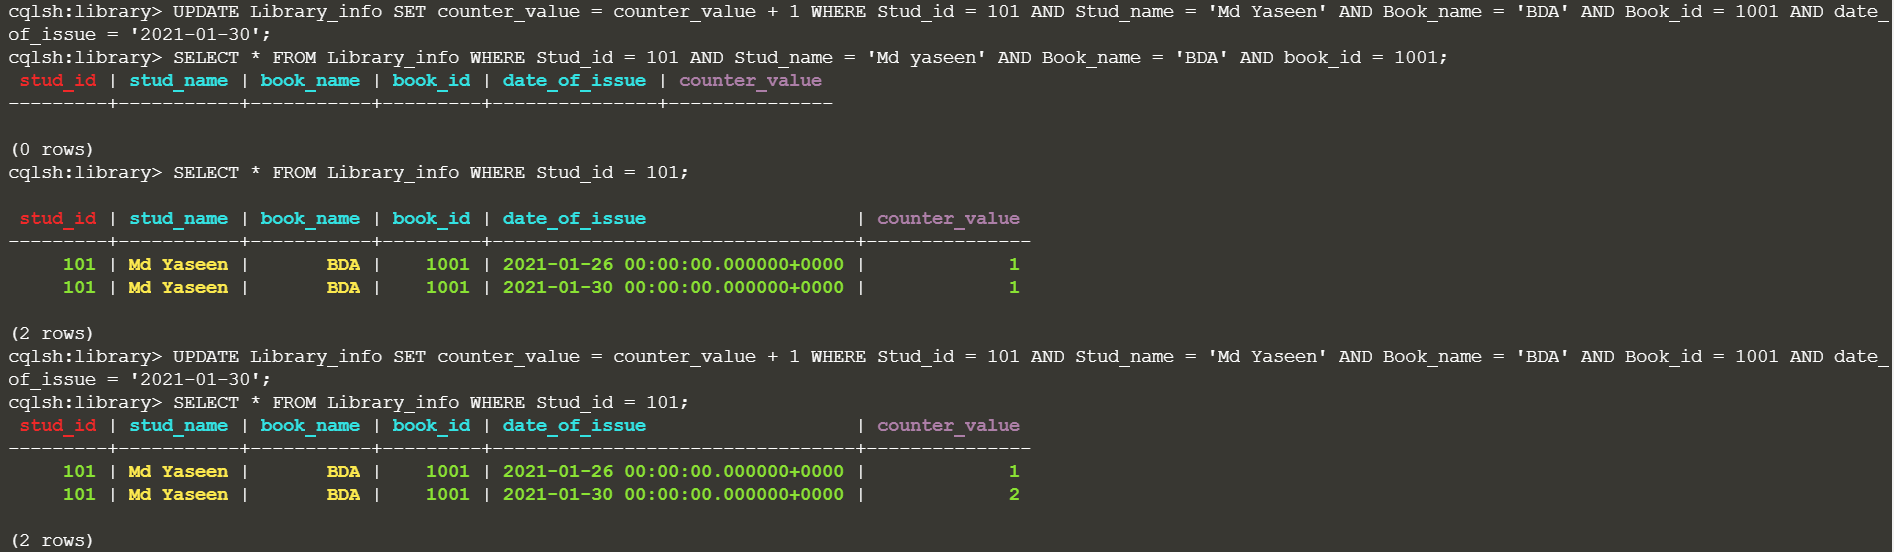 cqlsh:library> UPDATE Library_info SET counter_value = counter_value + 1 WHERE Stud_id = 101 AND Stud_name = 'Md Yaseen' AND Book_name = 'BDA' AND Book_id = 1001 AND date_
of_issue = '2021-01-30';
cqlsh:library> SELECT * FROM Library_info WHERE Stud_id = 101 AND Stud_name = 'Md yaseen' AND Book_name = 'BDA' AND book_id = 1001;
 stud_id | stud_name | book_name | book_id | date_of_issue | counter_value
---------+-----------+-----------+---------+---------------+---------------
(0 rows)
cqlsh:library> SELECT * FROM Library_info WHERE Stud_id = 101;
 stud_id | stud_name | book_name | book_id | date_of_issue                   | counter_value
---------+-----------+-----------+---------+---------------------------------+---------------
     101 | Md Yaseen |       BDA |    1001 | 2021-01-26 00:00:00.000000+0000 |             1
     101 | Md Yaseen |       BDA |    1001 | 2021-01-30 00:00:00.000000+0000 |             1
(2 rows)
cqlsh:library> UPDATE Library_info SET counter_value = counter_value + 1 WHERE Stud_id = 101 AND Stud_name = 'Md Yaseen' AND Book_name = 'BDA' AND Book_id = 1001 AND date_
of_issue = '2021-01-30';
cqlsh:library> SELECT * FROM Library_info WHERE Stud_id = 101;
 stud_id | stud_name | book_name | book_id | date_of_issue                   | counter_value
---------+-----------+-----------+---------+---------------------------------+---------------
     101 | Md Yaseen |       BDA |    1001 | 2021-01-26 00:00:00.000000+0000 |             1
     101 | Md Yaseen |       BDA |    1001 | 2021-01-30 00:00:00.000000+0000 |             2
(2 rows)